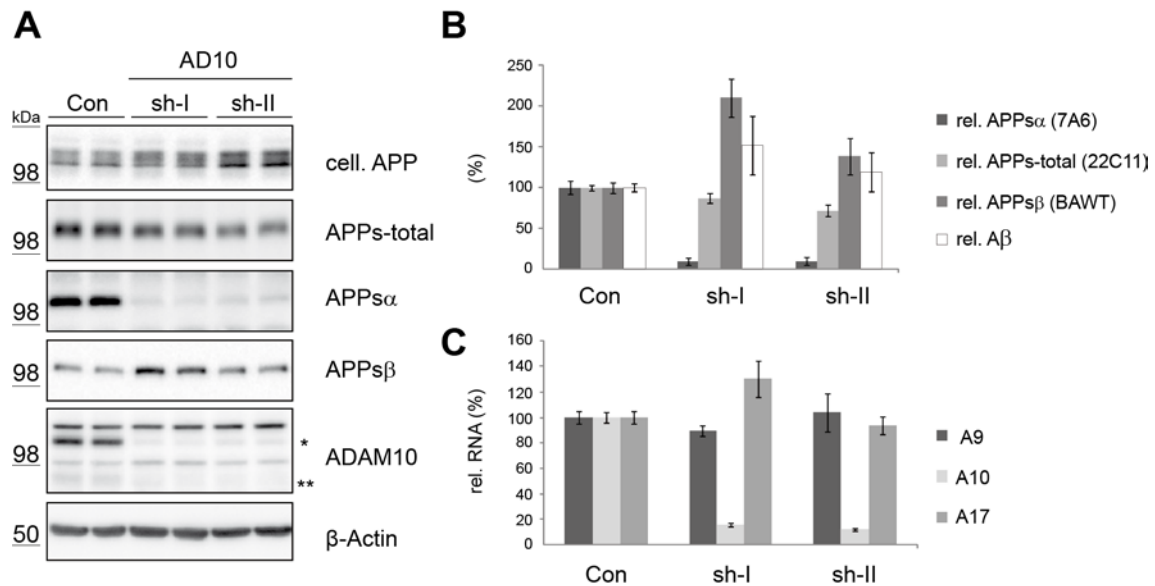 A
AD10
Con sh-I sh-II
kDa
98 cell. APP
98 APPs-total
98 APPsα
98 APPsβ
98 ADAM10 * **
50 β-Actin
B
(%)
250
200
150
100
50
0
Con sh-I sh-II
rel. APPsα (7A6)
rel. APPs-total (22C11)
rel. APPsβ (BAWT)
rel. Aβ
C
rel. RNA (%)
160
140
120
100
80
60
40
20
0
Con sh-I sh-II
A9
A10
A17